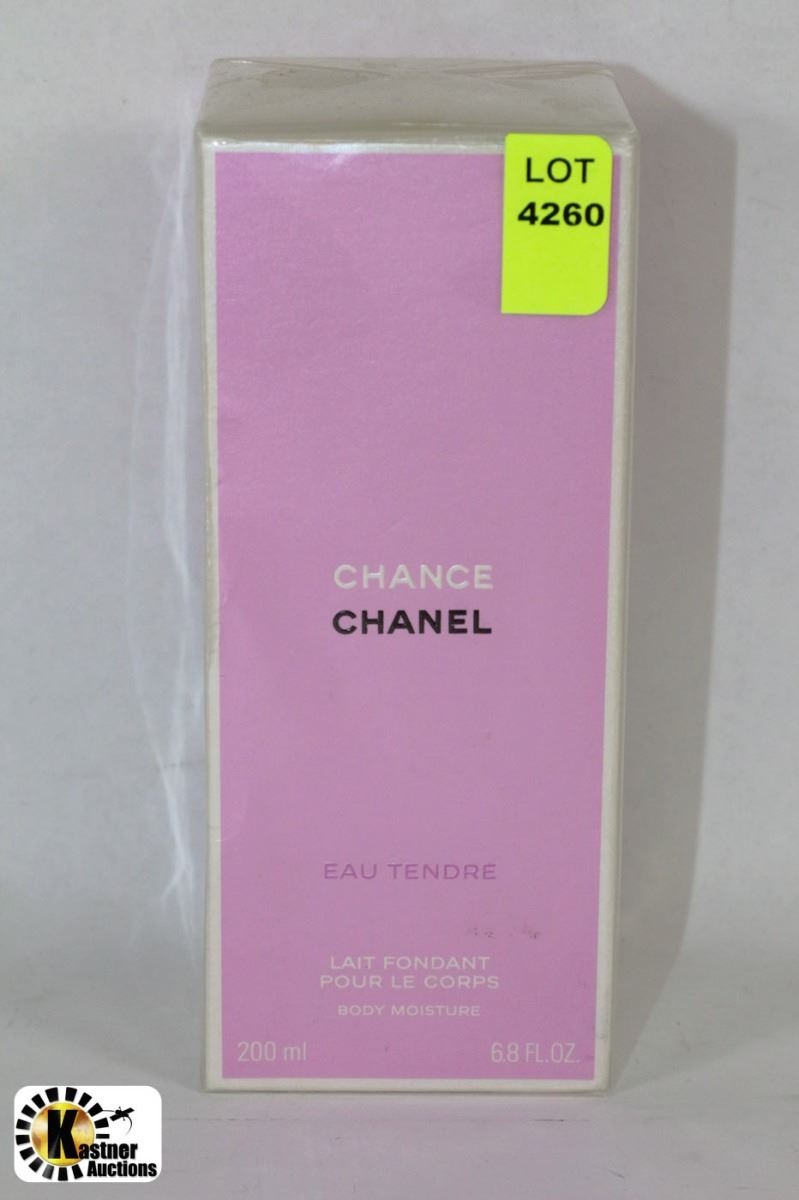 LOT
4260
CHANCE
CHANEL
EAU TENDRE
LAIT FONDANT
POUR LE CORPS
BODY MOISTURE
200 ml 6.8 FL.OZ.
Kastner
Auctions